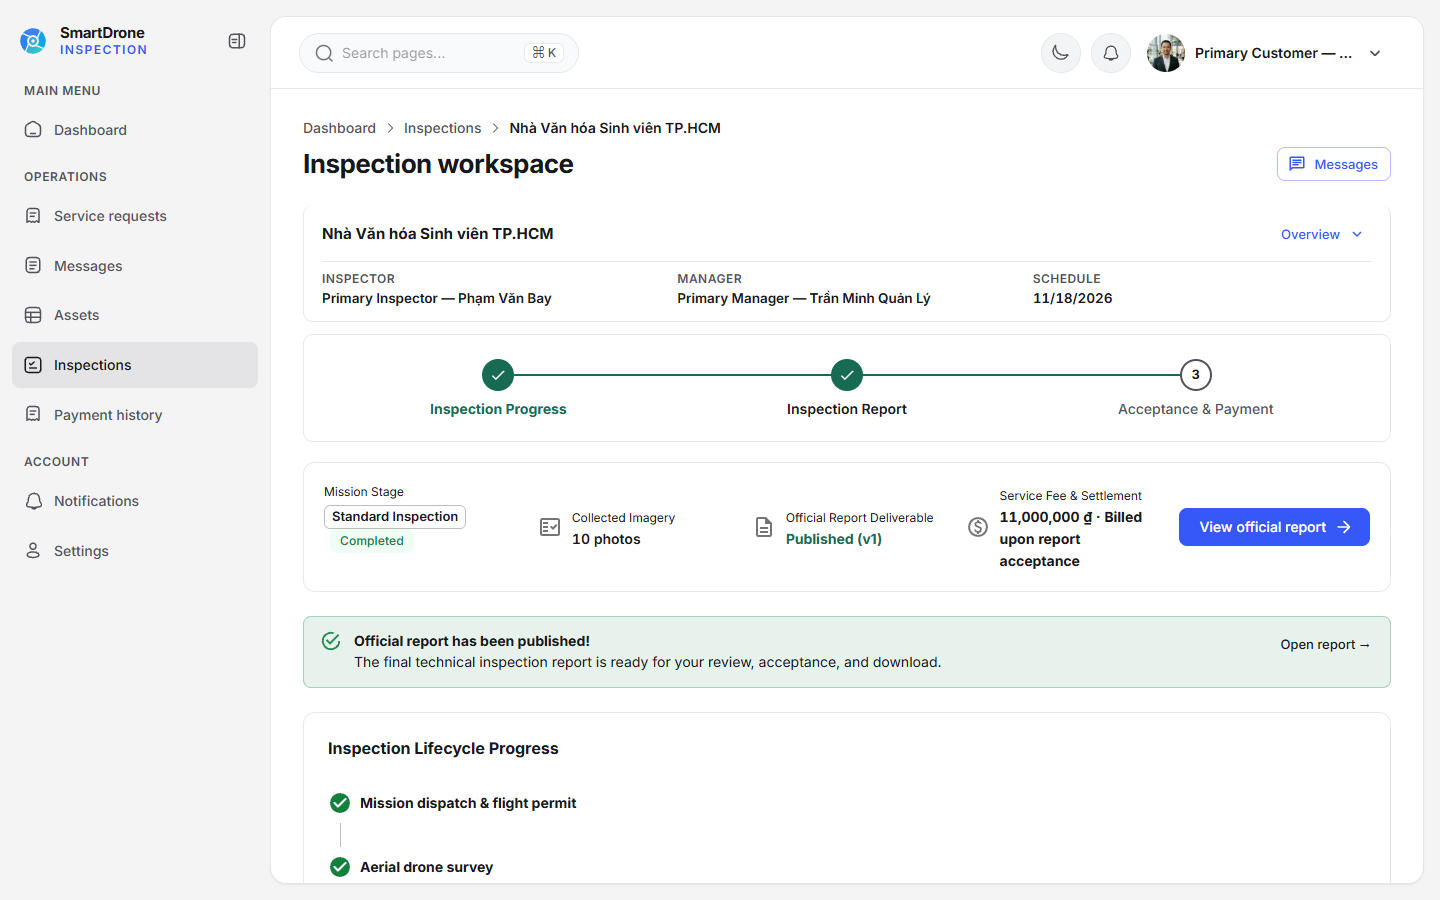 SmartDrone
INSPECTION
MAIN MENU
Dashboard
OPERATIONS
Service requests
Messages
Assets
Inspections
Payment history
ACCOUNT
Notifications
Settings
Search pages...
⌘ K
Primary Customer — ...
Dashboard > Inspections > Nhà Văn hóa Sinh viên TP.HCM
Inspection workspace
Messages
Nhà Văn hóa Sinh viên TP.HCM
Overview
INSPECTOR
Primary Inspector — Phạm Văn Bay
MANAGER
Primary Manager — Trần Minh Quản Lý
SCHEDULE
11/18/2026
Inspection Progress
Inspection Report
3
Acceptance & Payment
Mission Stage
Standard Inspection
Completed
Collected Imagery
10 photos
Official Report Deliverable
Published (v1)
Service Fee & Settlement
11,000,000 ₫ · Billed
upon report
acceptance
View official report →
Official report has been published!
The final technical inspection report is ready for your review, acceptance, and download.
Open report →
Inspection Lifecycle Progress
Mission dispatch & flight permit
Aerial drone survey